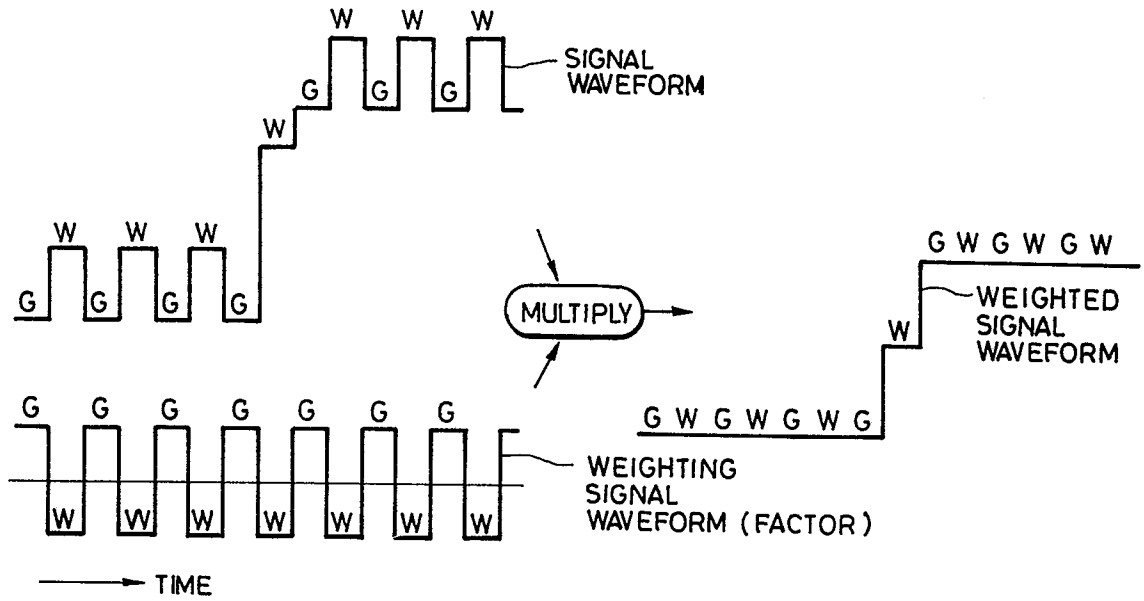 W W W
SIGNAL
WAVEFORM
G G G
W
W W W
G G G G
G W G W G W
MULTIPLY
WEIGHTED
SIGNAL
WAVEFORM
W
G G G G G G G
G W G W G W G
WEIGHTING
SIGNAL
WAVEFORM (FACTOR)
W W W W W W W
TIME